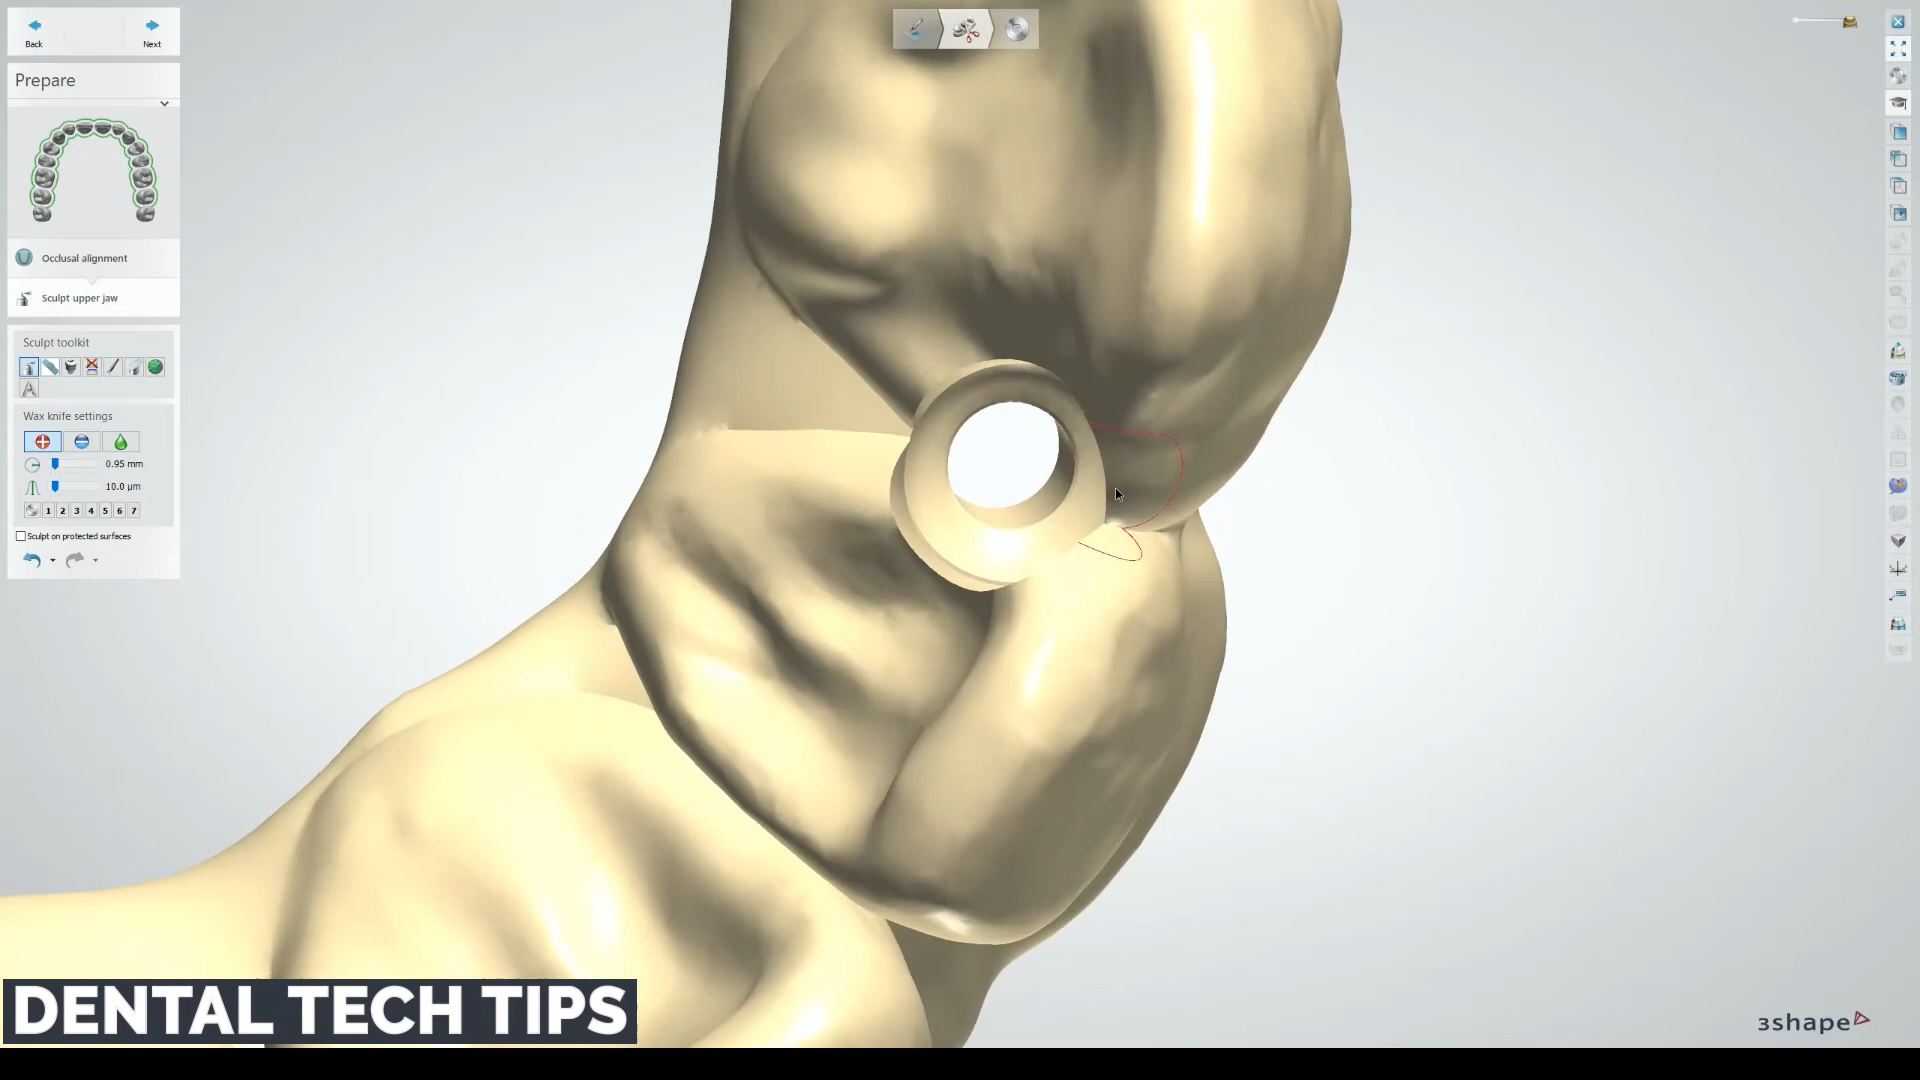 Back
Next
Prepare
Occlusal alignment
Sculpt upper jaw
Sculpt toolkit
A
Wax knife settings
0.95 mm
10.0 µm
1 2 3 4 5 6 7
Sculpt on protected surfaces
DENTAL TECH TIPS
3shape